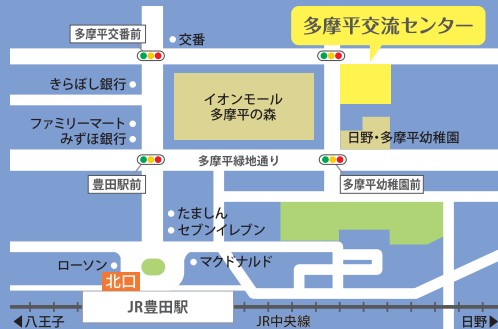 多摩平交流センター
多摩平交番前
交番
きらぼし銀行
イオンモール
多摩平の森
ファミリーマート
みずほ銀行
日野・多摩平幼稚園
多摩平緑地通り
豊田駅前
多摩平幼稚園前
たましん
セブンイレブン
ローソン
マクドナルド
北口
JR豊田駅
◀八王子
JR中央線
日野▶